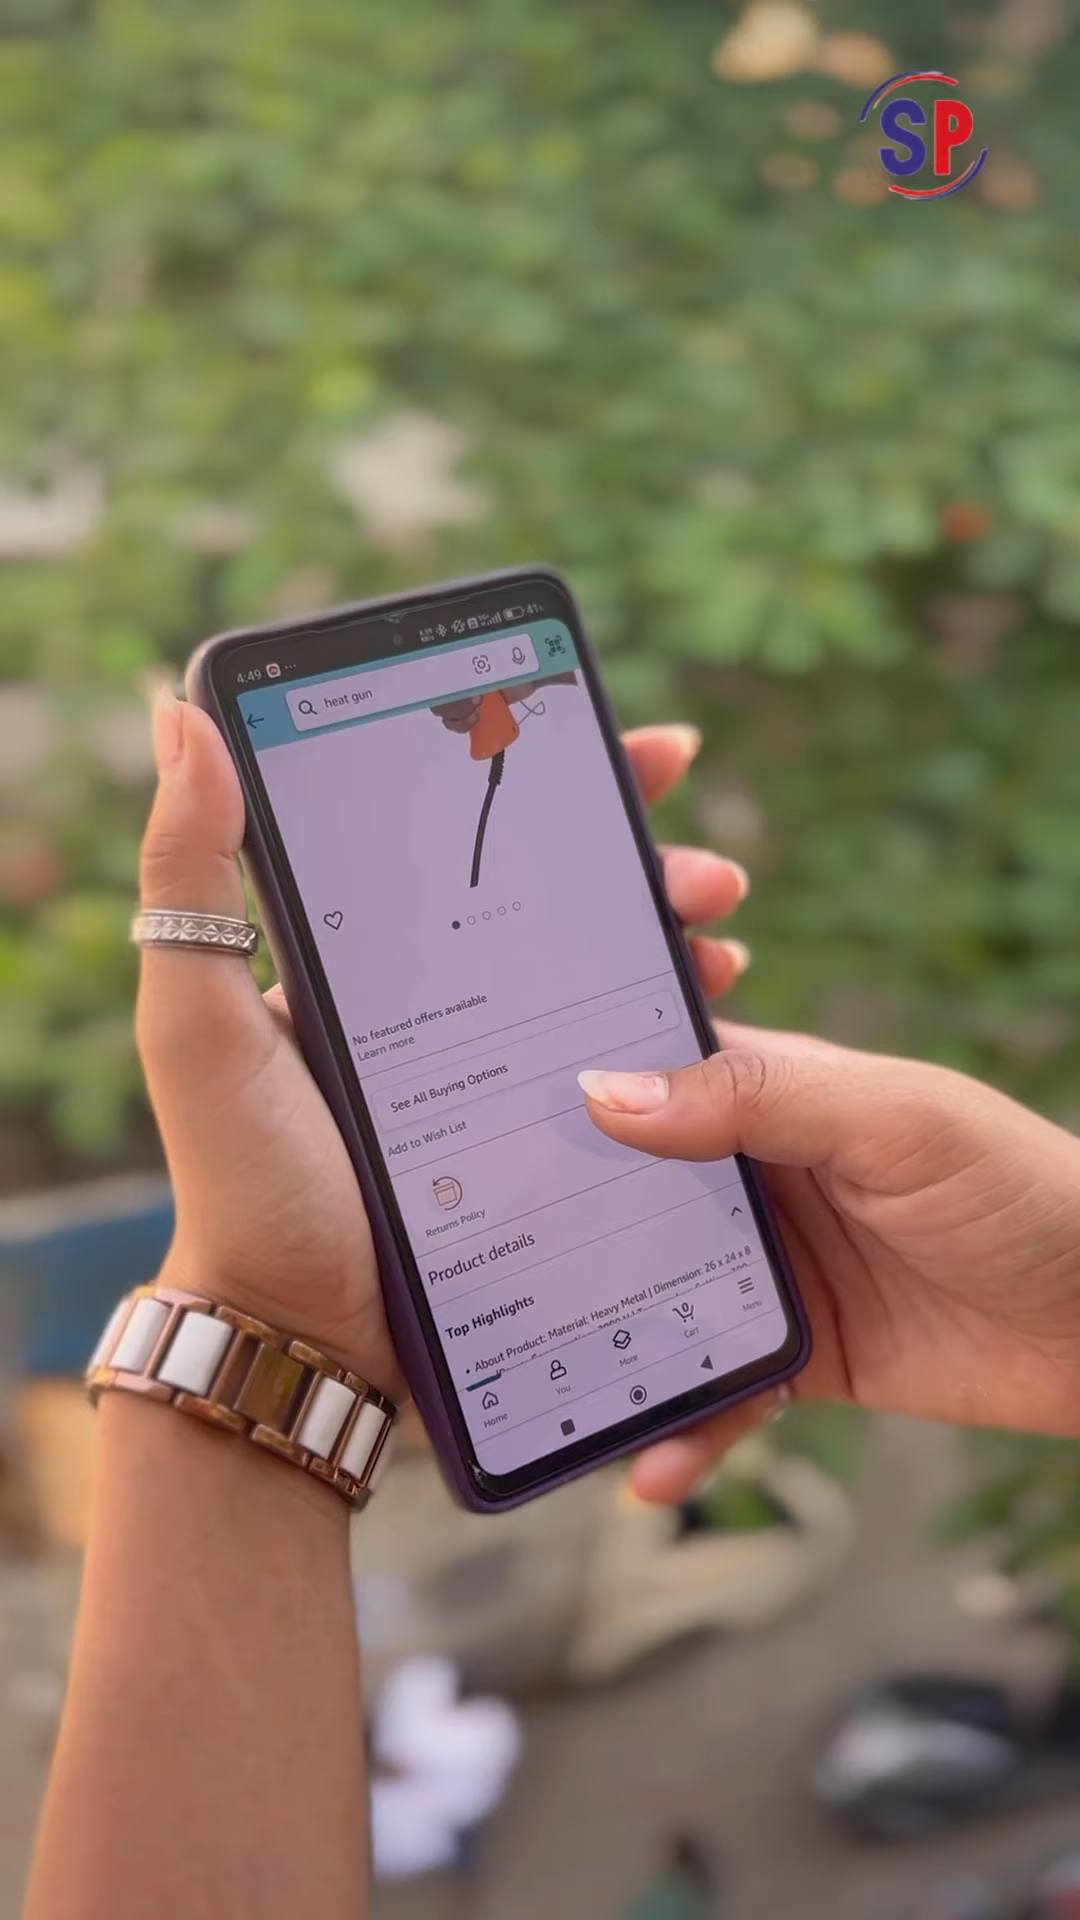 SP
4:49
41%
heat gun
No featured offers available
Learn more
See All Buying Options
Add to Wish List
Returns Policy
Product details
Top Highlights
• About Product: Material: Heavy Metal | Dimension: 26 x 24 x 8
Home
You
More
Cart
Menu